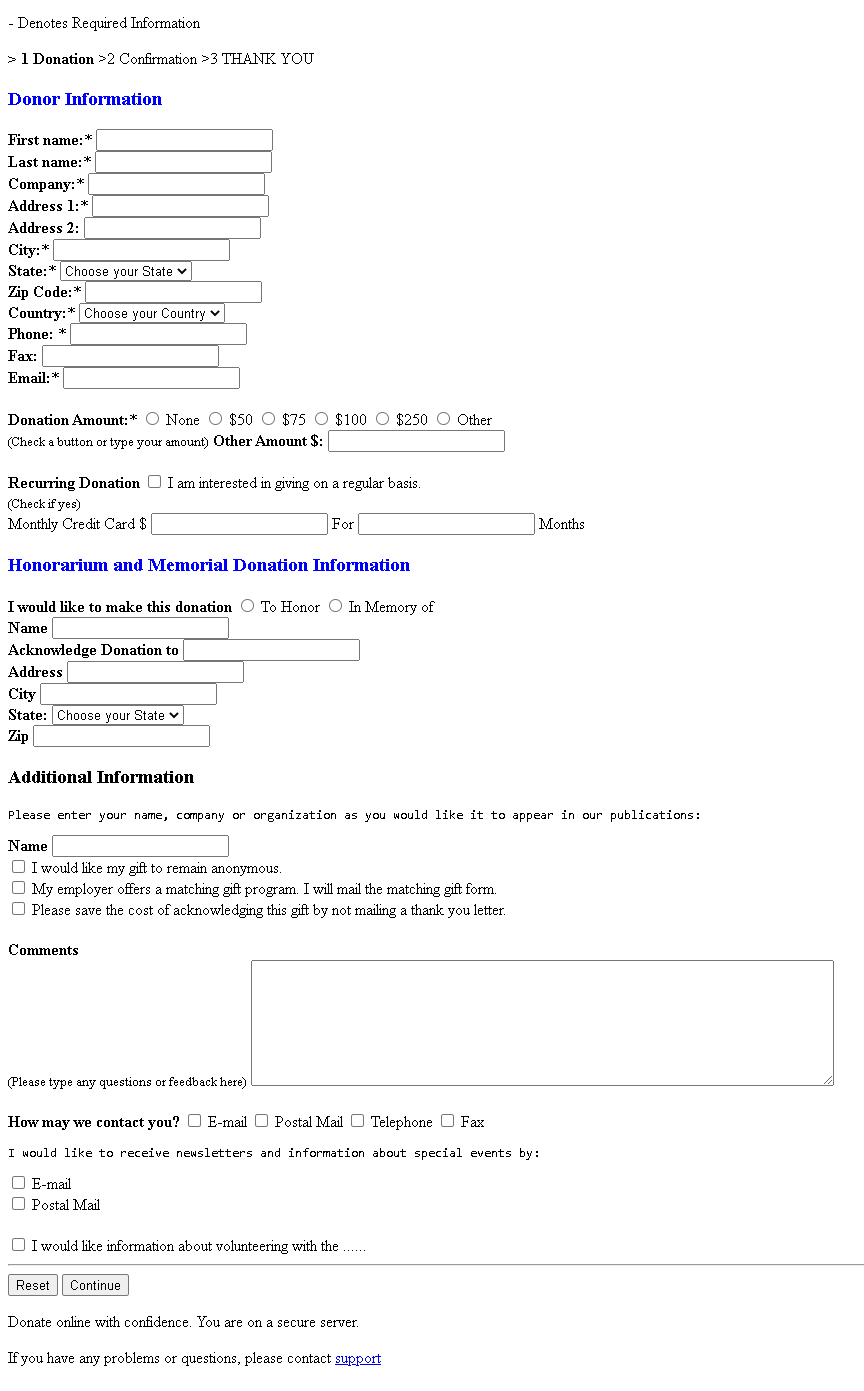 - Denotes Required Information
> 1 Donation >2 Confirmation >3 THANK YOU
Donor Information
First name:*
Last name:*
Company:*
Address 1:*
Address 2:
City:*
State:* Choose your State
Zip Code:*
Country:* Choose your Country
Phone: *
Fax:
Email:*
Donation Amount:* None $50 $75 $100 $250 Other
(Check a button or type your amount) Other Amount $:
Recurring Donation I am interested in giving on a regular basis.
(Check if yes)
Monthly Credit Card $ For Months
Honorarium and Memorial Donation Information
I would like to make this donation To Honor In Memory of
Name
Acknowledge Donation to
Address
City
State: Choose your State
Zip
Additional Information
Please enter your name, company or organization as you would like it to appear in our publications:
Name
I would like my gift to remain anonymous.
My employer offers a matching gift program. I will mail the matching gift form.
Please save the cost of acknowledging this gift by not mailing a thank you letter.
Comments
(Please type any questions or feedback here)
How may we contact you? E-mail Postal Mail Telephone Fax
I would like to receive newsletters and information about special events by:
E-mail
Postal Mail
I would like information about volunteering with the ......
Reset Continue
Donate online with confidence. You are on a secure server.
If you have any problems or questions, please contact support